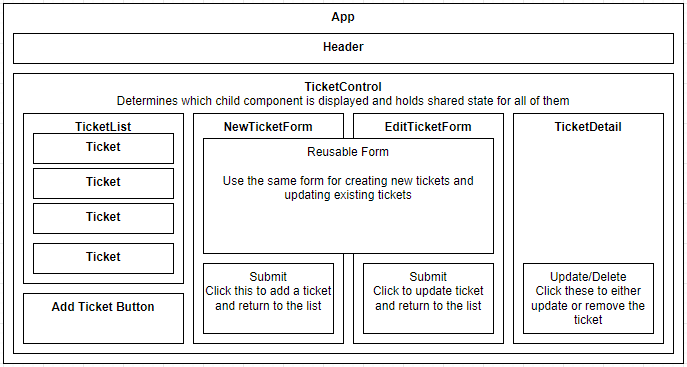 App
Header
TicketControl
Determines which child component is displayed and holds shared state for all of them
TicketList
Ticket
Ticket
Ticket
Ticket
Add Ticket Button
NewTicketForm
EditTicketForm
Reusable Form
Use the same form for creating new tickets and
updating existing tickets
Submit
Click this to add a ticket
and return to the list
Submit
Click to update ticket
and return to the list
TicketDetail
Update/Delete
Click these to either
update or remove the
ticket